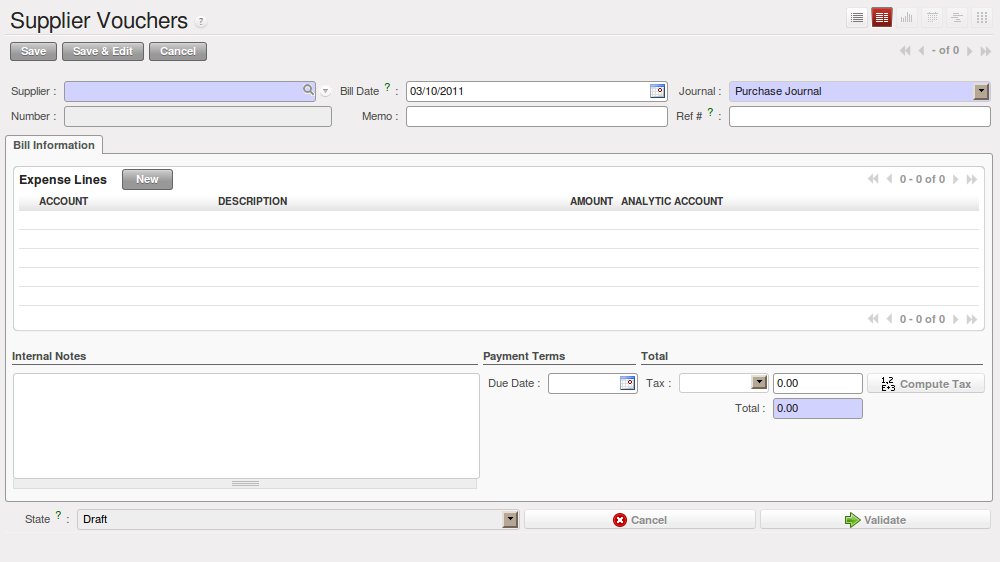 Supplier Vouchers ?
Save Save & Edit Cancel - of 0
Supplier : Bill Date ? : 03/10/2011 Journal : Purchase Journal
Number : Memo : Ref # ? :
Bill Information
Expense Lines New 0 - 0 of 0
ACCOUNT DESCRIPTION AMOUNT ANALYTIC ACCOUNT
0 - 0 of 0
Internal Notes Payment Terms Total
Due Date : Tax : 0.00 1,2 E+3 Compute Tax
Total : 0.00
State ? : Draft Cancel Validate